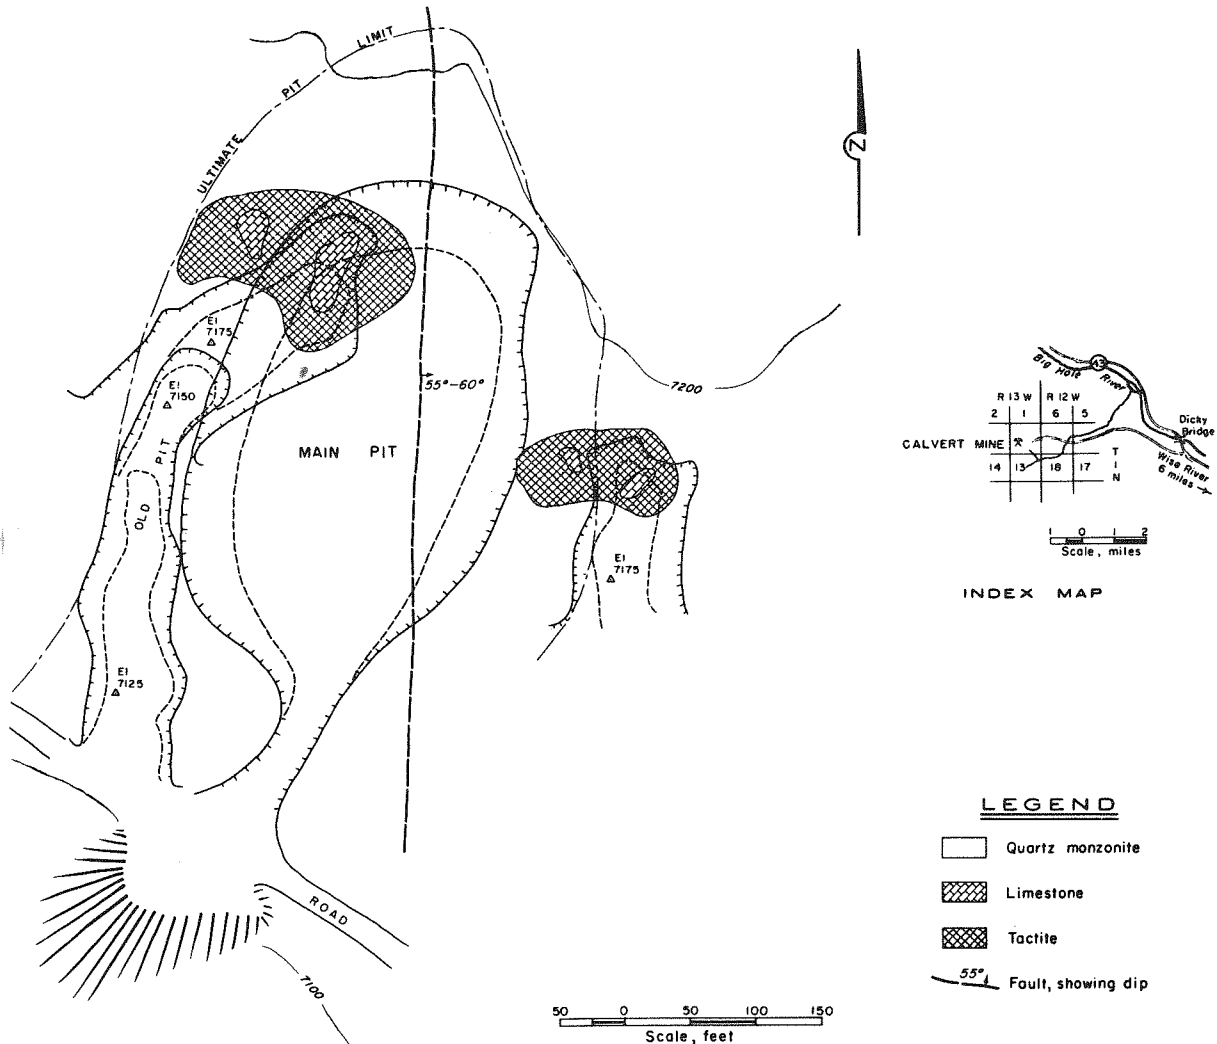 LIMIT
PIT
ULTIMATE
N
El
7175
El
7150
PIT
OLD
El
7125
MAIN PIT
55°-60°
7200
El
7175
ROAD
7100
50 0 50 100 150
Scale, feet
43
Big Hole River
R 13 W R 12 W
2 1 6 5
Dicky
Bridge
CALVERT MINE
T
1
N
14 13 18 17
Wise River
6 miles
1 0 1 2
Scale, miles
INDEX MAP
LEGEND
Quartz monzonite
Limestone
Tactite
55°
Fault, showing dip